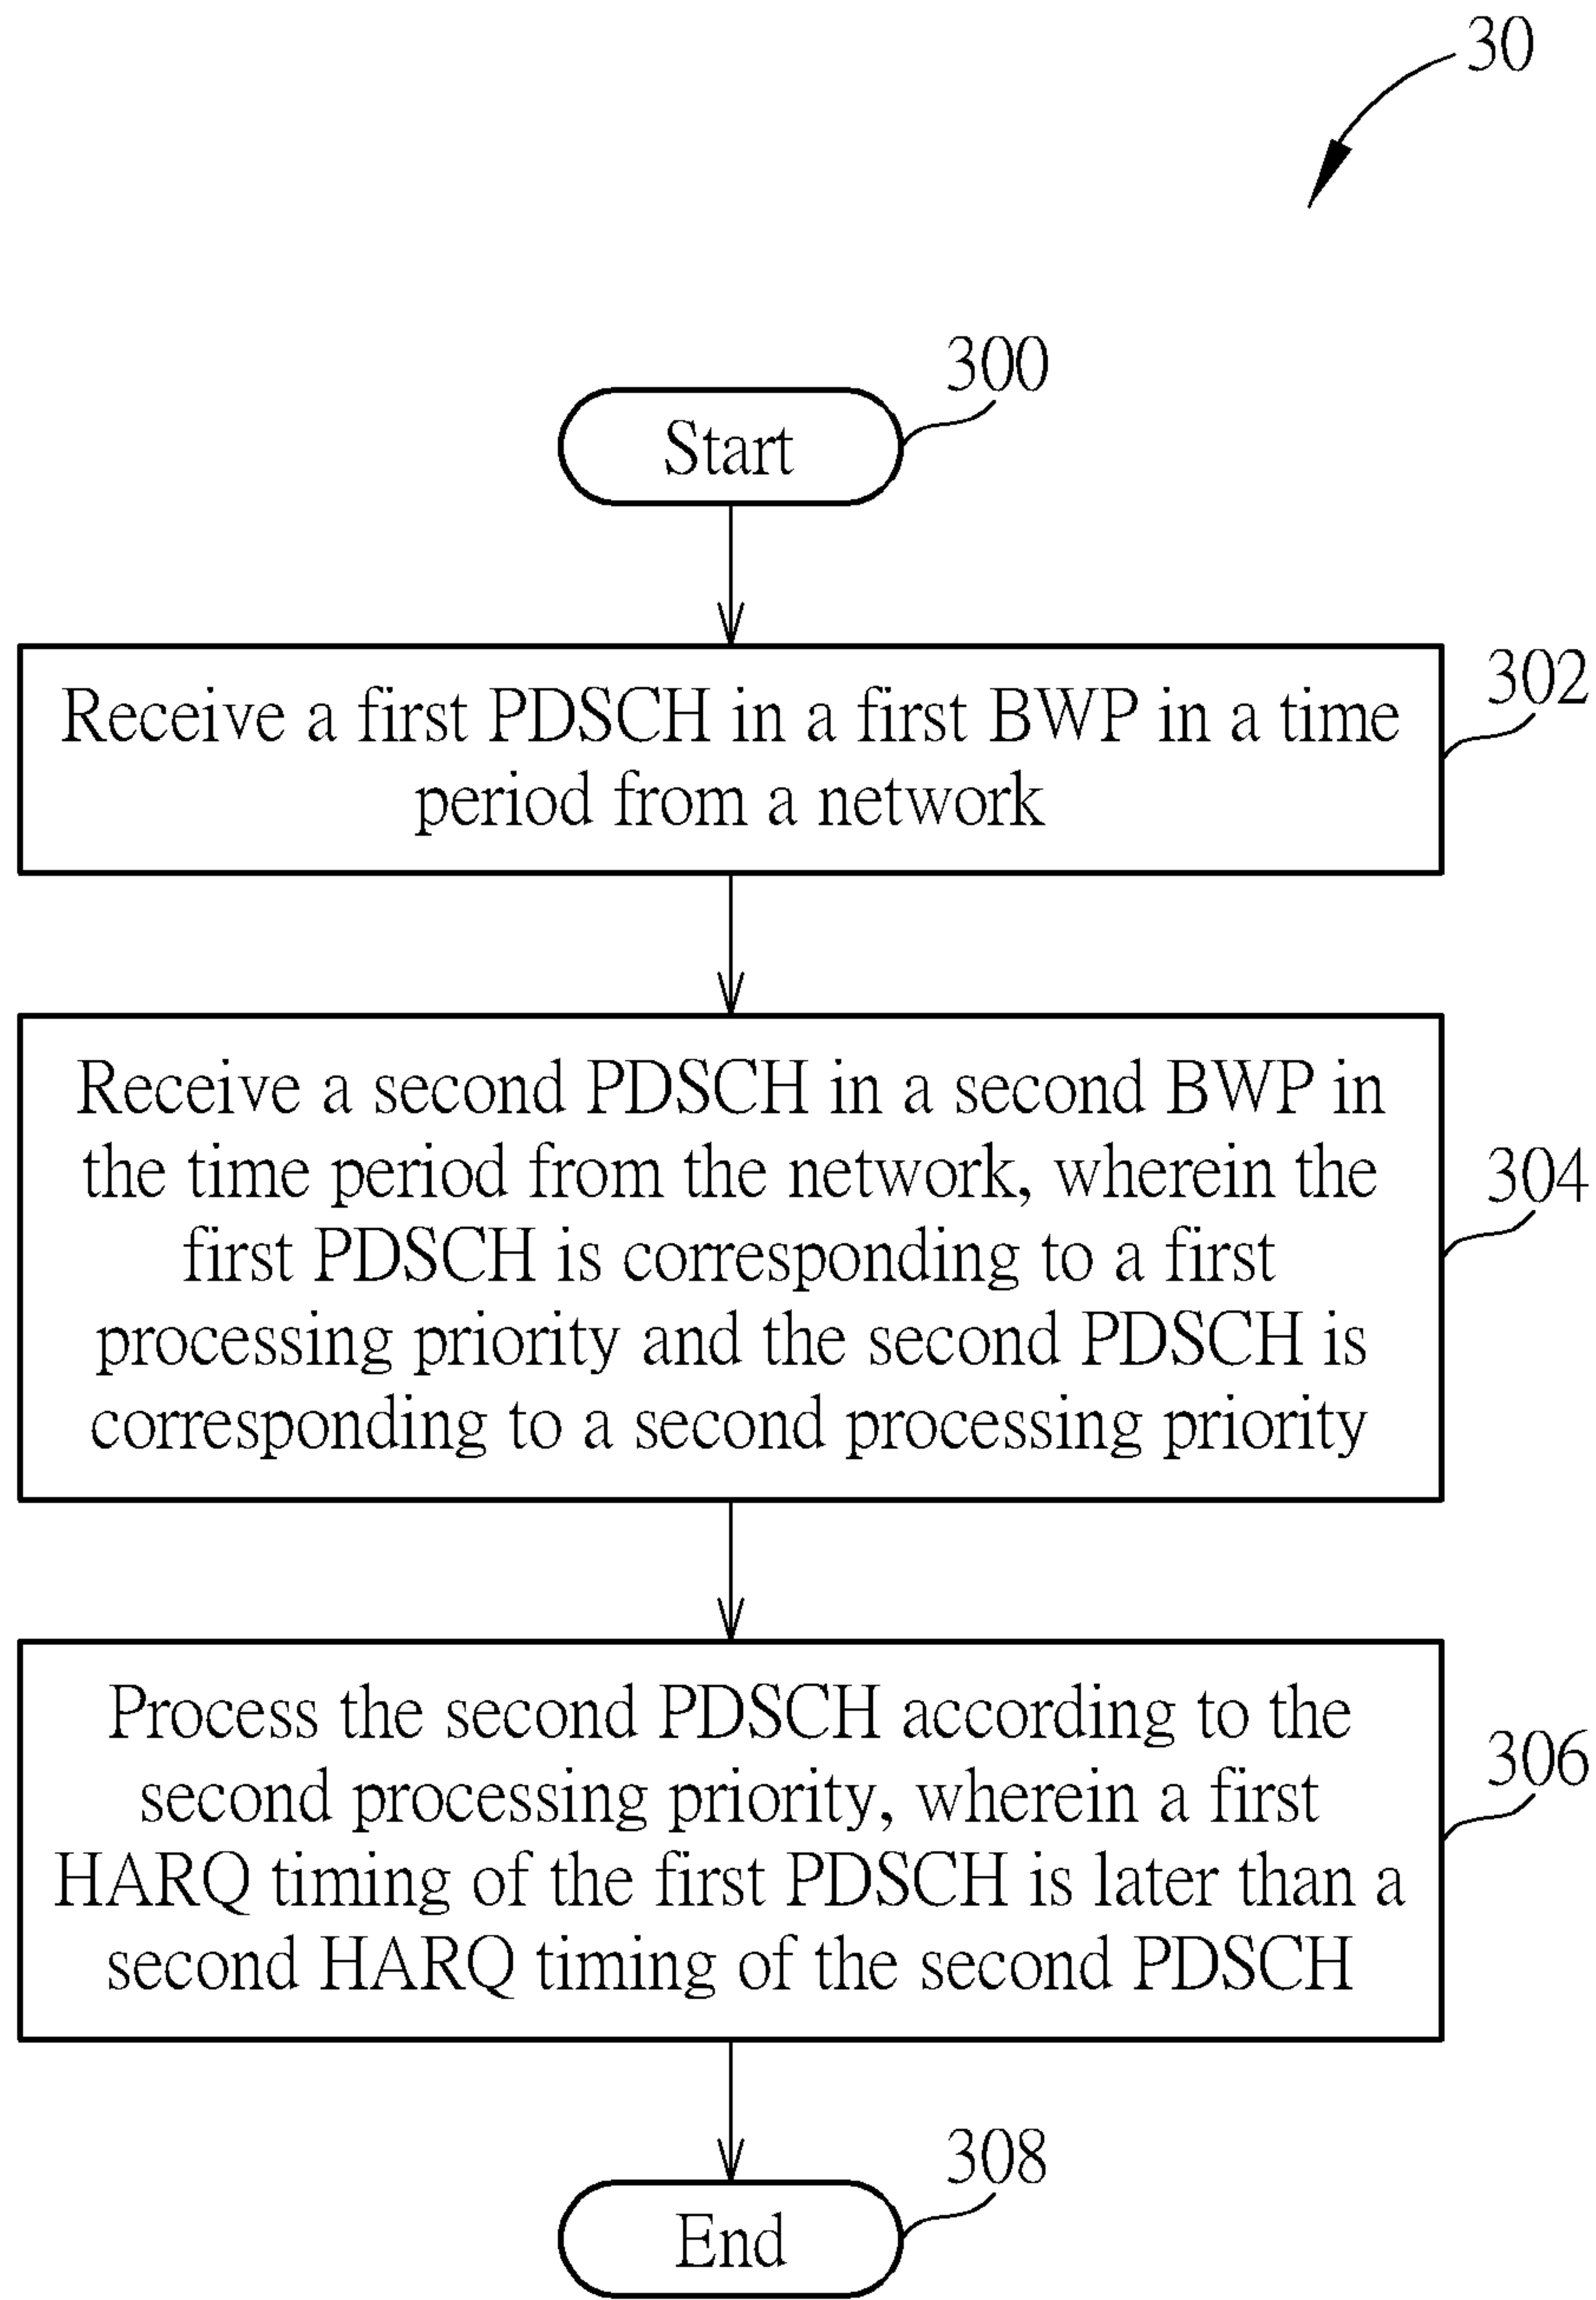 30
300
Start
302
Receive a first PDSCH in a first BWP in a time
period from a network
Receive a second PDSCH in a second BWP in
the time period from the network, wherein the
304
first PDSCH is corresponding to a first
processing priority and the second PDSCH is
corresponding to a second processing priority
Process the second PDSCH according to the
306
second processing priority, wherein a first
HARQ timing of the first PDSCH is later than a
second HARQ timing of the second PDSCH
308
End